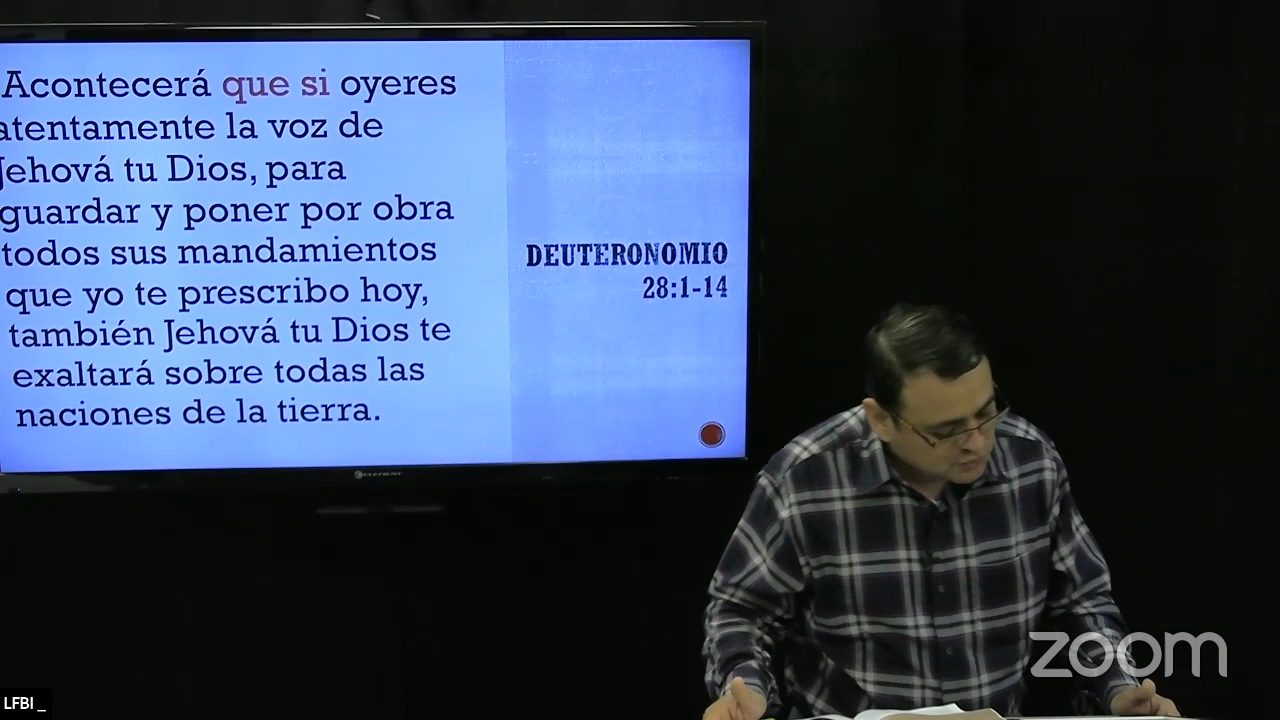 Acontecerá que si oyeres
atentamente la voz de
Jehová tu Dios, para
guardar y poner por obra
todos sus mandamientos
que yo te prescribo hoy,
también Jehová tu Dios te
exaltará sobre todas las
naciones de la tierra.
DEUTERONOMIO
28:1-14
ELEMENT
zoom
LFBI _